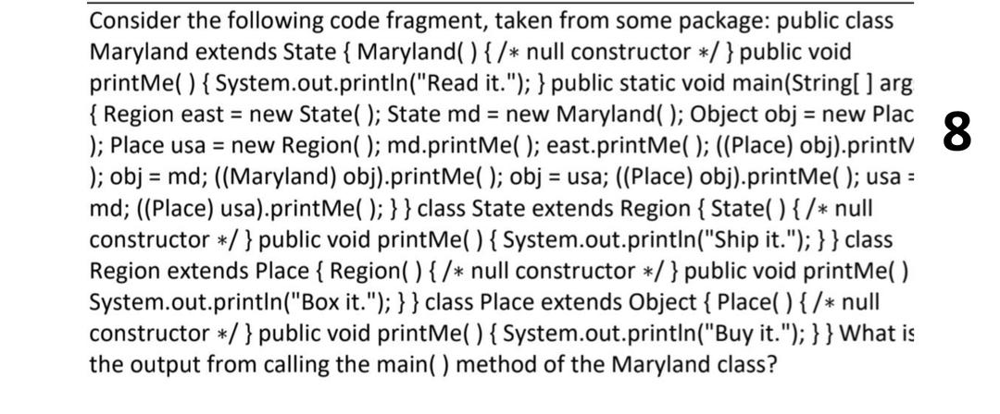 Consider the following code fragment, taken from some package: public class
Maryland extends State { Maryland( ) { /* null constructor */ } public void
printMe( ) { System.out.println("Read it."); } public static void main(String[ ] arg
{ Region east = new State( ); State md = new Maryland( ); Object obj = new Plac
); Place usa = new Region( ); md.printMe( ); east.printMe( ); ((Place) obj).printM
); obj = md; ((Maryland) obj).printMe( ); obj = usa; ((Place) obj).printMe( ); usa =
md; ((Place) usa).printMe( ); } } class State extends Region { State( ) { /* null
constructor */ } public void printMe( ) { System.out.println("Ship it."); } } class
Region extends Place { Region( ) { /* null constructor */ } public void printMe( )
System.out.println("Box it."); } } class Place extends Object { Place( ) { /* null
constructor */ } public void printMe( ) { System.out.println("Buy it."); } } What is
the output from calling the main( ) method of the Maryland class?
8